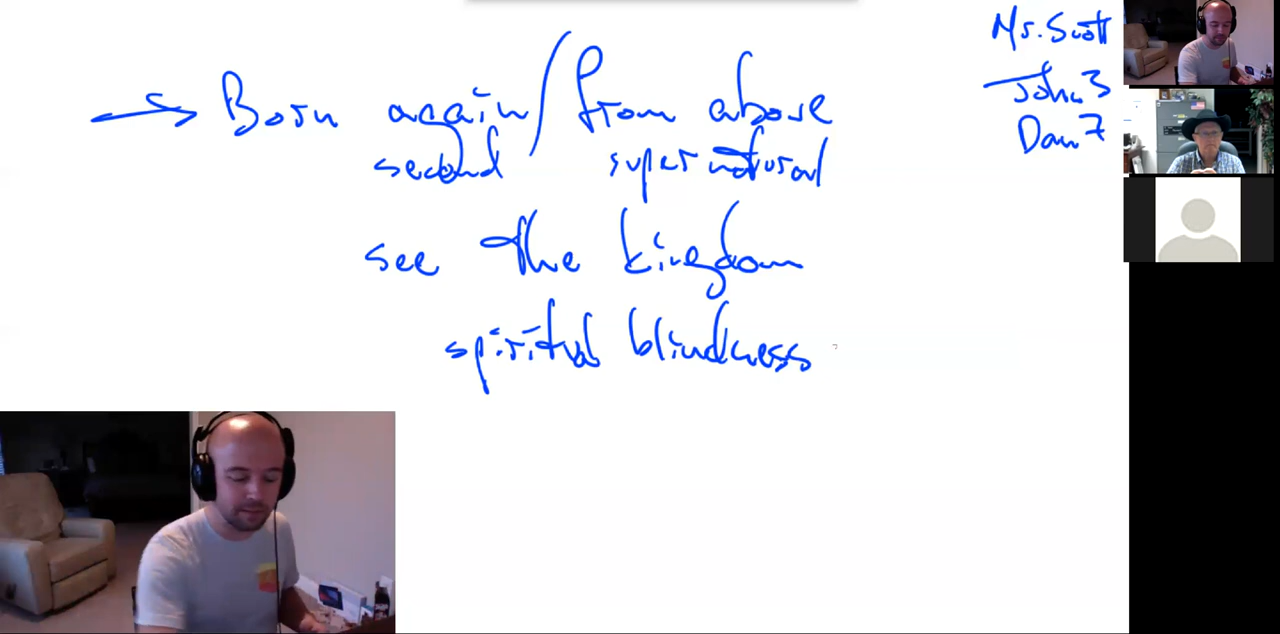 → Born again / from above
second supernatural
see the kingdom
spiritual blindness
Mr. Scott
John 3
Dan 7